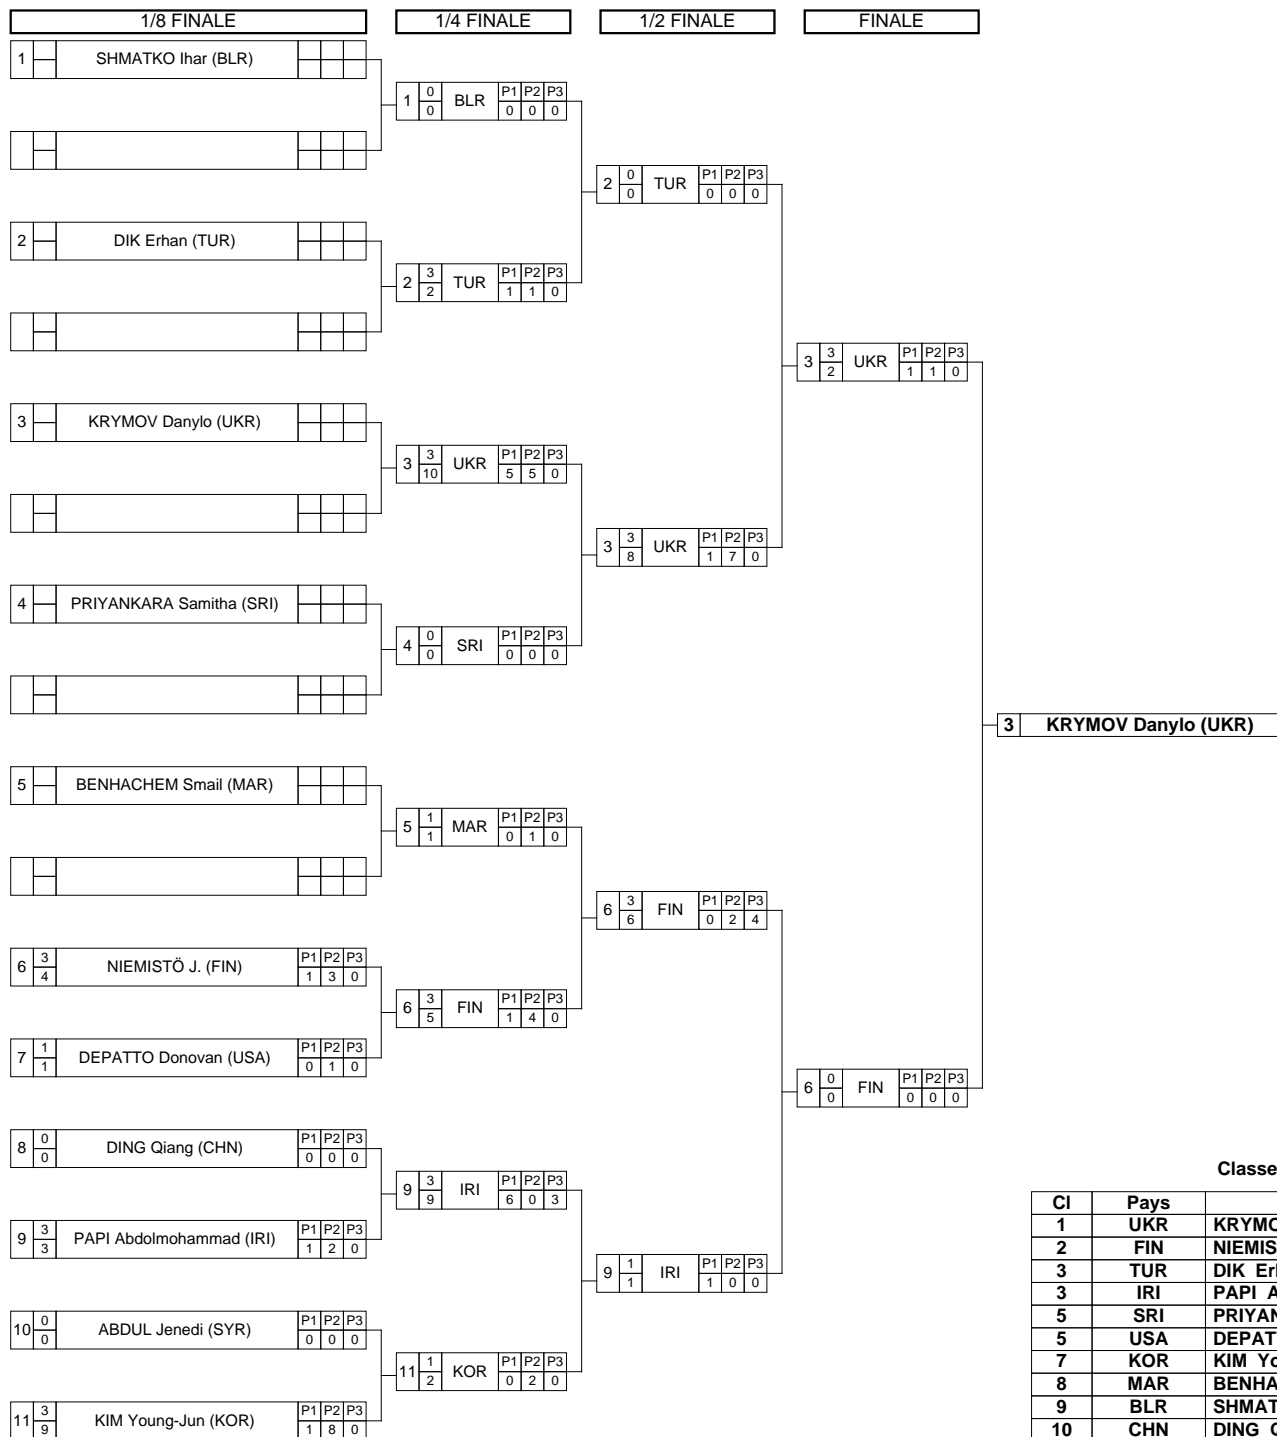 1/8 FINALE 1/4 FINALE 1/2 FINALE FINALE
1 SHMATKO Ihar (BLR)
1 0 BLR P1 P2 P3
0 0 0 0
2 0 TUR P1 P2 P3
0 0 0 0
2 DIK Erhan (TUR)
2 3 TUR P1 P2 P3
2 1 1 0
3 3 UKR P1 P2 P3
2 1 1 0
3 KRYMOV Danylo (UKR)
3 3 UKR P1 P2 P3
10 5 5 0
3 3 UKR P1 P2 P3
8 1 7 0
4 PRIYANKARA Samitha (SRI)
4 0 SRI P1 P2 P3
0 0 0 0
3 KRYMOV Danylo (UKR)
5 BENHACHEM Smail (MAR)
5 1 MAR P1 P2 P3
1 0 1 0
6 3 FIN P1 P2 P3
6 0 2 4
6 3 NIEMISTÖ J. (FIN) P1 P2 P3
4 1 3 0
6 3 FIN P1 P2 P3
5 1 4 0
7 1 DEPATTO Donovan (USA) P1 P2 P3
1 0 1 0
6 0 FIN P1 P2 P3
0 0 0 0
8 0 DING Qiang (CHN) P1 P2 P3
0 0 0 0
9 3 IRI P1 P2 P3
9 6 0 3
9 3 PAPI Abdolmohammad (IRI) P1 P2 P3
3 1 2 0
9 1 IRI P1 P2 P3
1 1 0 0
10 0 ABDUL Jenedi (SYR) P1 P2 P3
0 0 0 0
11 1 KOR P1 P2 P3
2 0 2 0
11 3 KIM Young-Jun (KOR) P1 P2 P3
9 1 8 0
Classe
Cl Pays
1 UKR KRYMO
2 FIN NIEMIS
3 TUR DIK Er
3 IRI PAPI A
5 SRI PRIYAN
5 USA DEPAT
7 KOR KIM Yo
8 MAR BENHA
9 BLR SHMAT
10 CHN DING